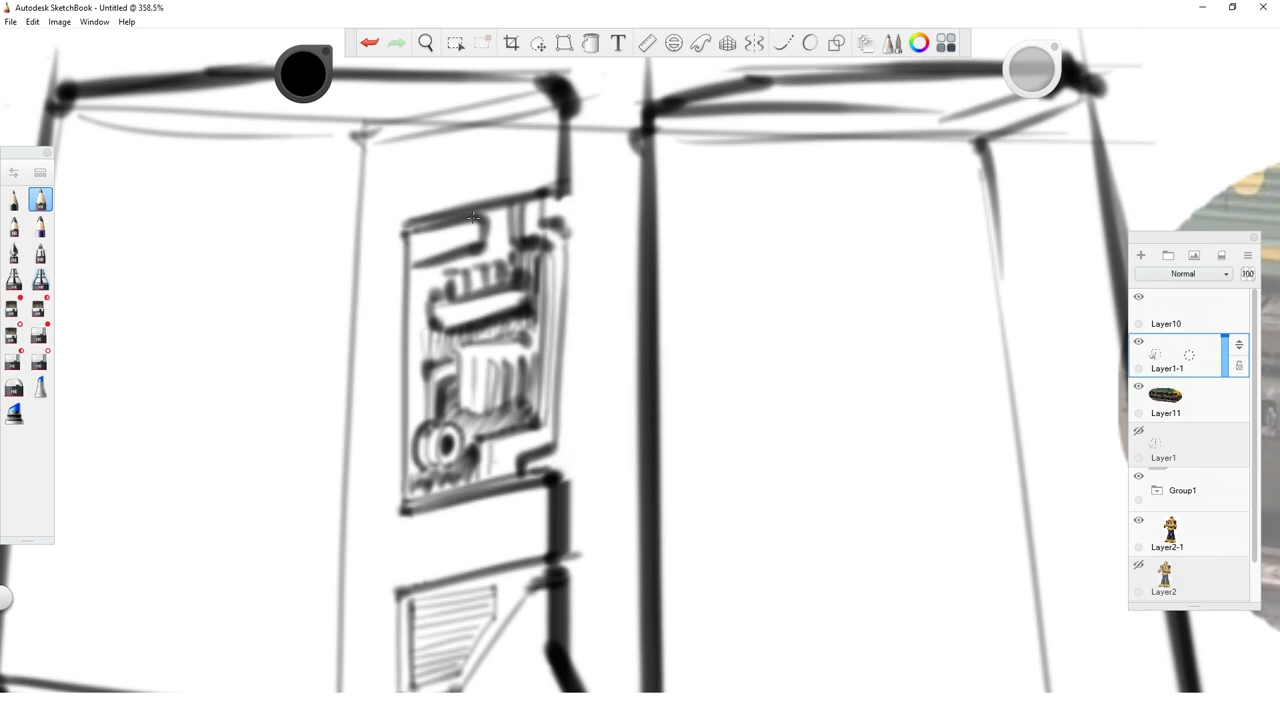 Autodesk SketchBook - Untitled @ 358.5%
File Edit Image Window Help
Normal 100
Layer10
Layer1-1
Layer11
Layer1
Group1
Layer2-1
Layer2